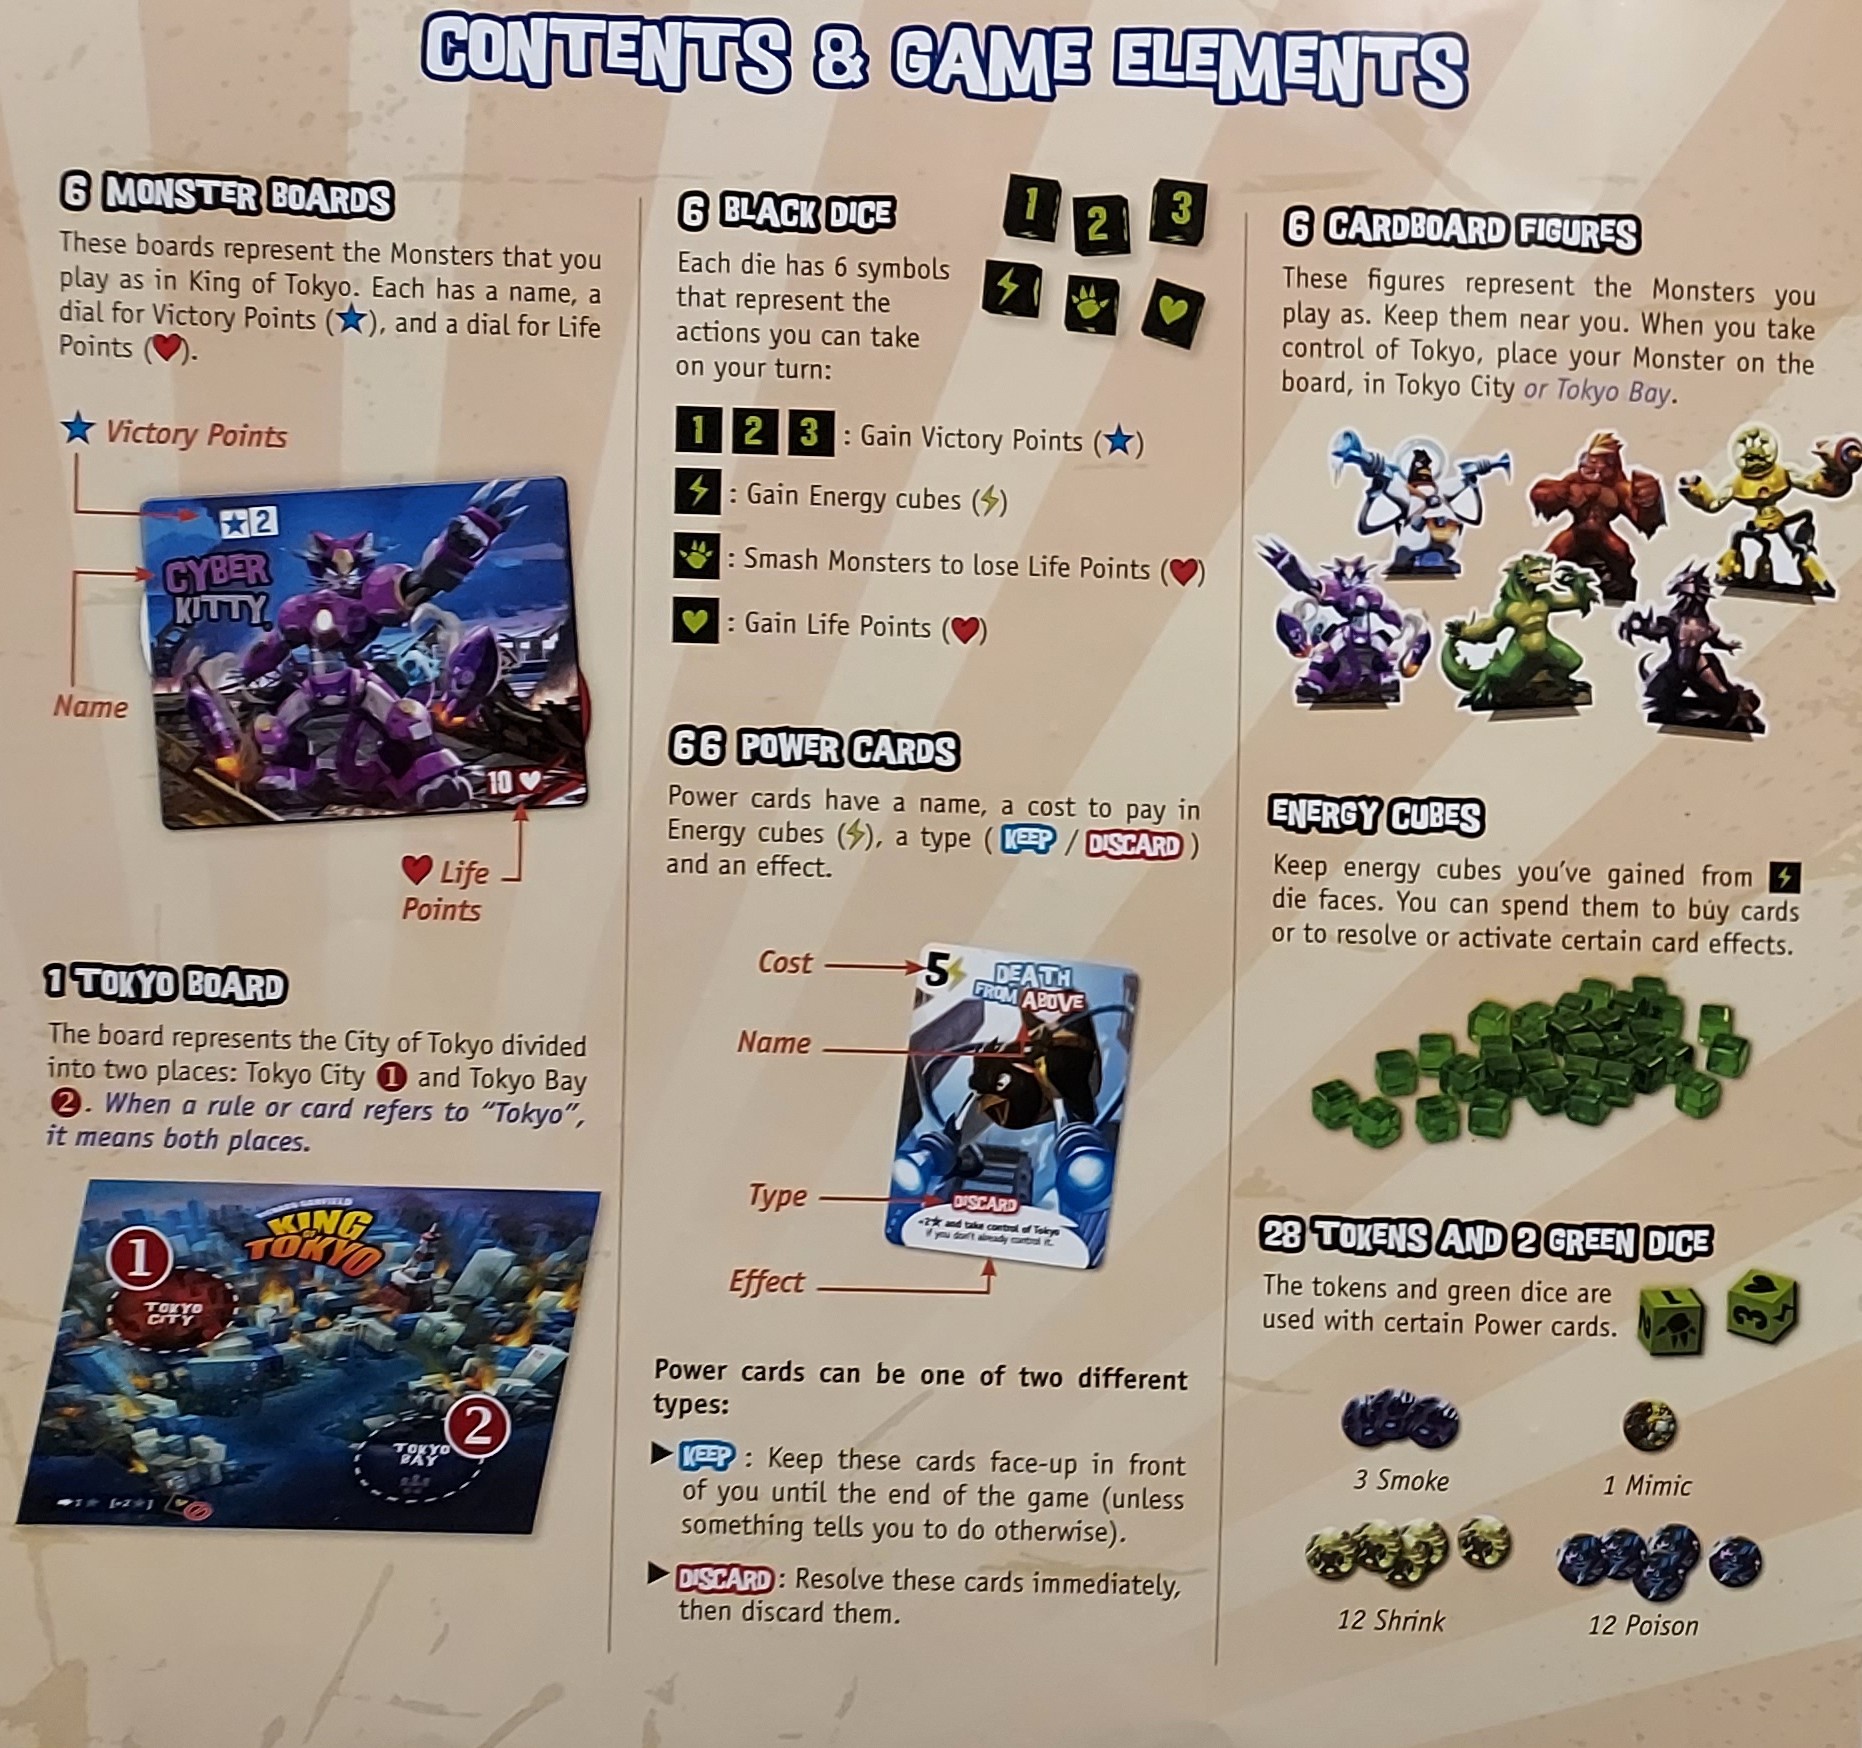 CONTENTS & GAME ELEMENTS
6 MONSTER BOARDS
These boards represent the Monsters that you
play as in King of Tokyo. Each has a name, a
dial for Victory Points (★), and a dial for Life
Points (♥).
★ Victory Points
★2
CYBER
KITTY
Name
10 ♥
♥ Life
Points
1 TOKYO BOARD
The board represents the City of Tokyo divided
into two places: Tokyo City 1 and Tokyo Bay
2. When a rule or card refers to “Tokyo”,
it means both places.
KING
OF
TOKYO
1
TOKYO
CITY
2
TOKYO
BAY
6 BLACK DICE
1 2 3
Each die has 6 symbols
that represent the
actions you can take
on your turn:
1 2 3 : Gain Victory Points (★)
⚡ : Gain Energy cubes (⚡)
: Smash Monsters to lose Life Points (♥)
♥ : Gain Life Points (♥)
66 POWER CARDS
Power cards have a name, a cost to pay in
Energy cubes (⚡), a type ( KEEP / DISCARD )
and an effect.
Cost
5⚡
DEATH
FROM ABOVE
Name
Type
DISCARD
+2★ and take control of Tokyo
if you don't already control it.
Effect
Power cards can be one of two different
types:
▶ KEEP : Keep these cards face-up in front
of you until the end of the game (unless
something tells you to do otherwise).
▶ DISCARD : Resolve these cards immediately,
then discard them.
6 CARDBOARD FIGURES
These figures represent the Monsters you
play as. Keep them near you. When you take
control of Tokyo, place your Monster on the
board, in Tokyo City or Tokyo Bay.
ENERGY CUBES
Keep energy cubes you’ve gained from ⚡
die faces. You can spend them to buy cards
or to resolve or activate certain card effects.
28 TOKENS AND 2 GREEN DICE
The tokens and green dice are
used with certain Power cards.
3 Smoke
1 Mimic
12 Shrink
12 Poison